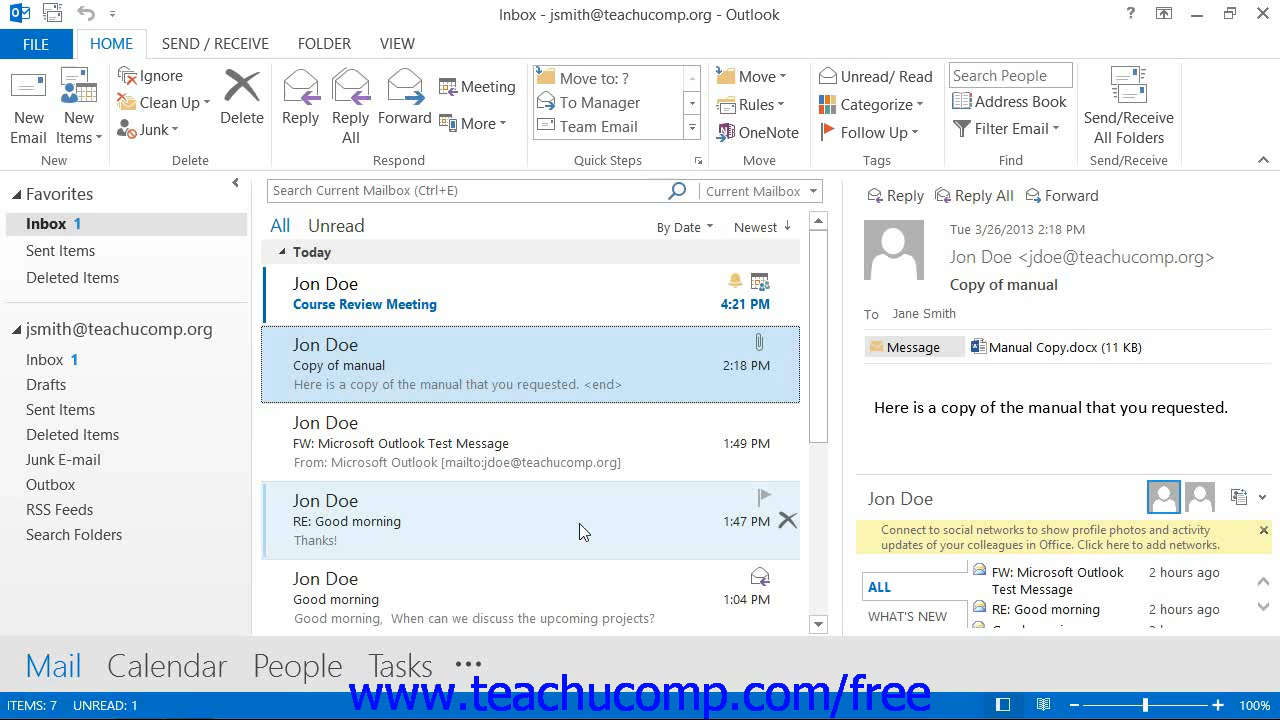 Inbox - jsmith@teachucomp.org - Outlook
FILE HOME SEND / RECEIVE FOLDER VIEW
New Email
New Items
New
Ignore
Clean Up
Junk
Delete
Delete
Reply
Reply All
Forward
Meeting
More
Respond
Move to: ?
To Manager
Team Email
Quick Steps
Move
Rules
OneNote
Move
Unread/ Read
Categorize
Follow Up
Tags
Search People
Address Book
Filter Email
Find
Send/Receive
All Folders
Send/Receive
Favorites
Inbox 1
Sent Items
Deleted Items
jsmith@teachucomp.org
Inbox 1
Drafts
Sent Items
Deleted Items
Junk E-mail
Outbox
RSS Feeds
Search Folders
Search Current Mailbox (Ctrl+E)
Current Mailbox
All Unread
By Date Newest
Today
Jon Doe
Course Review Meeting 4:21 PM
Jon Doe
Copy of manual 2:18 PM
Here is a copy of the manual that you requested. <end>
Jon Doe
FW: Microsoft Outlook Test Message 1:49 PM
From: Microsoft Outlook [mailto:jdoe@teachucomp.org]
Jon Doe
RE: Good morning 1:47 PM
Thanks!
Jon Doe
Good morning 1:04 PM
Good morning, When can we discuss the upcoming projects?
Reply Reply All Forward
Tue 3/26/2013 2:18 PM
Jon Doe <jdoe@teachucomp.org>
Copy of manual
To Jane Smith
Message Manual Copy.docx (11 KB)
Here is a copy of the manual that you requested.
Jon Doe
Connect to social networks to show profile photos and activity
updates of your colleagues in Office. Click here to add networks.
ALL
WHAT'S NEW
FW: Microsoft Outlook 2 hours ago
Test Message
RE: Good morning 2 hours ago
Mail Calendar People Tasks
www.teachucomp.com/free
ITEMS: 7 UNREAD: 1
100%